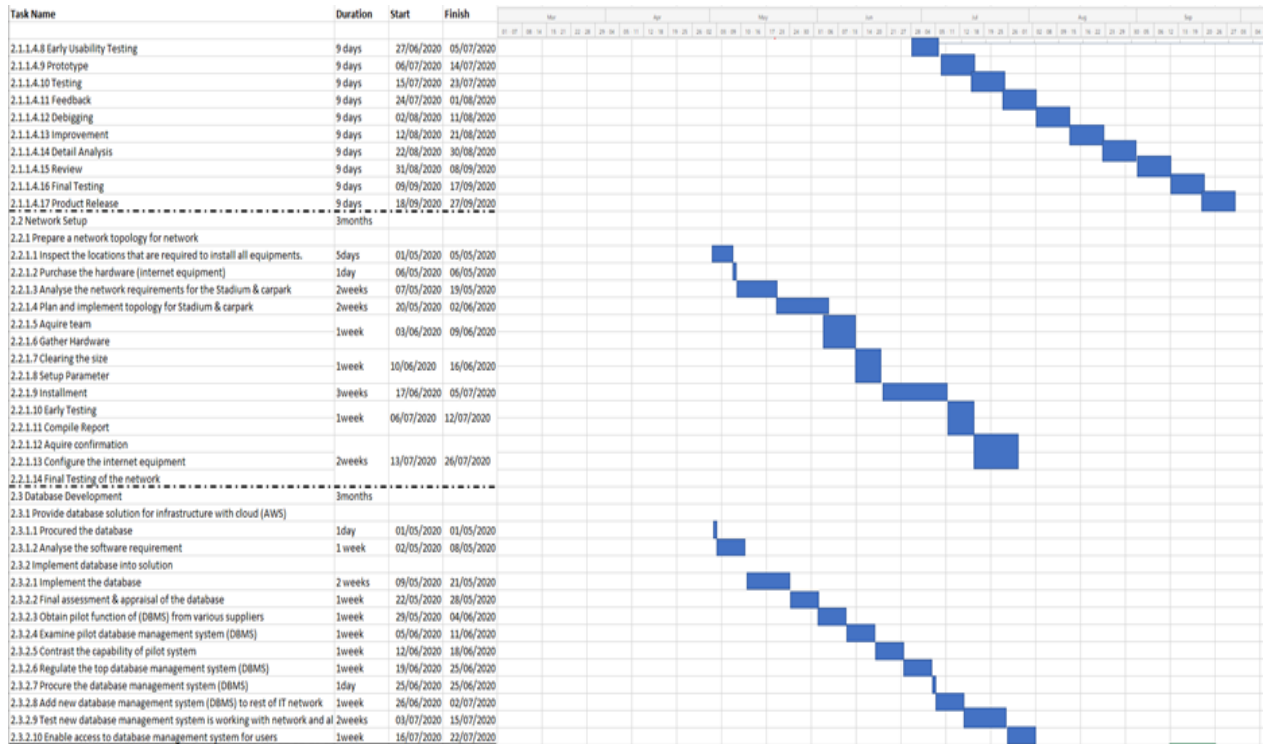 Task Name Duration Start Finish
Mar Apr May Jun Jul Aug Sep
2.1.1.4.8 Early Usability Testing 9 days 27/06/2020 05/07/2020
2.1.1.4.9 Prototype 9 days 06/07/2020 14/07/2020
2.1.1.4.10 Testing 9 days 15/07/2020 23/07/2020
2.1.1.4.11 Feedback 9 days 24/07/2020 01/08/2020
2.1.1.4.12 Debigging 9 days 02/08/2020 11/08/2020
2.1.1.4.13 Improvement 9 days 12/08/2020 21/08/2020
2.1.1.4.14 Detail Analysis 9 days 22/08/2020 30/08/2020
2.1.1.4.15 Review 9 days 31/08/2020 08/09/2020
2.1.1.4.16 Final Testing 9 days 09/09/2020 17/09/2020
2.1.1.4.17 Product Release 9 days 18/09/2020 27/09/2020
2.2 Network Setup 3months
2.2.1 Prepare a network topology for network
2.2.1.1 Inspect the locations that are required to install all equipments. 5days 01/05/2020 05/05/2020
2.2.1.2 Purchase the hardware (internet equipment) 1day 06/05/2020 06/05/2020
2.2.1.3 Analyse the network requirements for the Stadium & carpark 2weeks 07/05/2020 19/05/2020
2.2.1.4 Plan and implement topology for Stadium & carpark 2weeks 20/05/2020 02/06/2020
2.2.1.5 Aquire team
1week 03/06/2020 09/06/2020
2.2.1.6 Gather Hardware
2.2.1.7 Clearing the size
1week 10/06/2020 16/06/2020
2.2.1.8 Setup Parameter
2.2.1.9 Installment 3weeks 17/06/2020 05/07/2020
2.2.1.10 Early Testing
1week 06/07/2020 12/07/2020
2.2.1.11 Compile Report
2.2.1.12 Aquire confirmation
2.2.1.13 Configure the internet equipment 2weeks 13/07/2020 26/07/2020
2.2.1.14 Final Testing of the network
2.3 Database Development 3months
2.3.1 Provide database solution for infrastructure with cloud (AWS)
2.3.1.1 Procured the database 1day 01/05/2020 01/05/2020
2.3.1.2 Analyse the software requirement 1 week 02/05/2020 08/05/2020
2.3.2 Implement database into solution
2.3.2.1 Implement the database 2 weeks 09/05/2020 21/05/2020
2.3.2.2 Final assessment & appraisal of the database 1week 22/05/2020 28/05/2020
2.3.2.3 Obtain pilot function of (DBMS) from various suppliers 1week 29/05/2020 04/06/2020
2.3.2.4 Examine pilot database management system (DBMS) 1week 05/06/2020 11/06/2020
2.3.2.5 Contrast the capability of pilot system 1week 12/06/2020 18/06/2020
2.3.2.6 Regulate the top database management system (DBMS) 1week 19/06/2020 25/06/2020
2.3.2.7 Procure the database management system (DBMS) 1day 25/06/2020 25/06/2020
2.3.2.8 Add new database management system (DBMS) to rest of IT network 1week 26/06/2020 02/07/2020
2.3.2.9 Test new database management system is working with network and al 2weeks 03/07/2020 15/07/2020
2.3.2.10 Enable access to database management system for users 1week 16/07/2020 22/07/2020